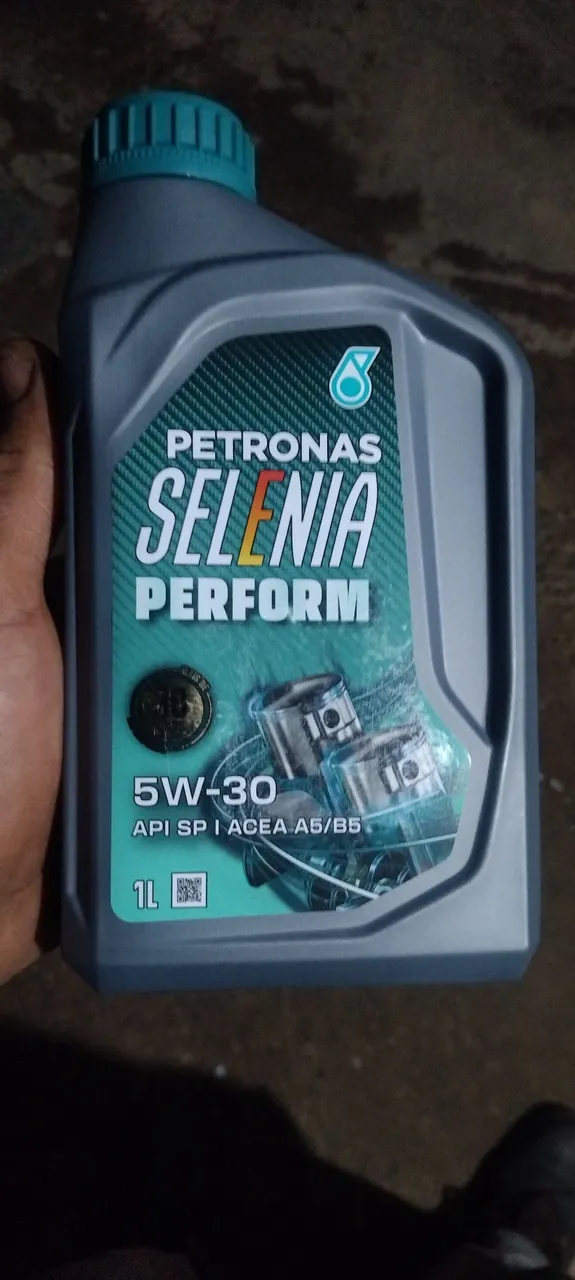 PETRONAS
SELENIA
PERFORM
5W-30
API SP | ACEA A5/B5
1L